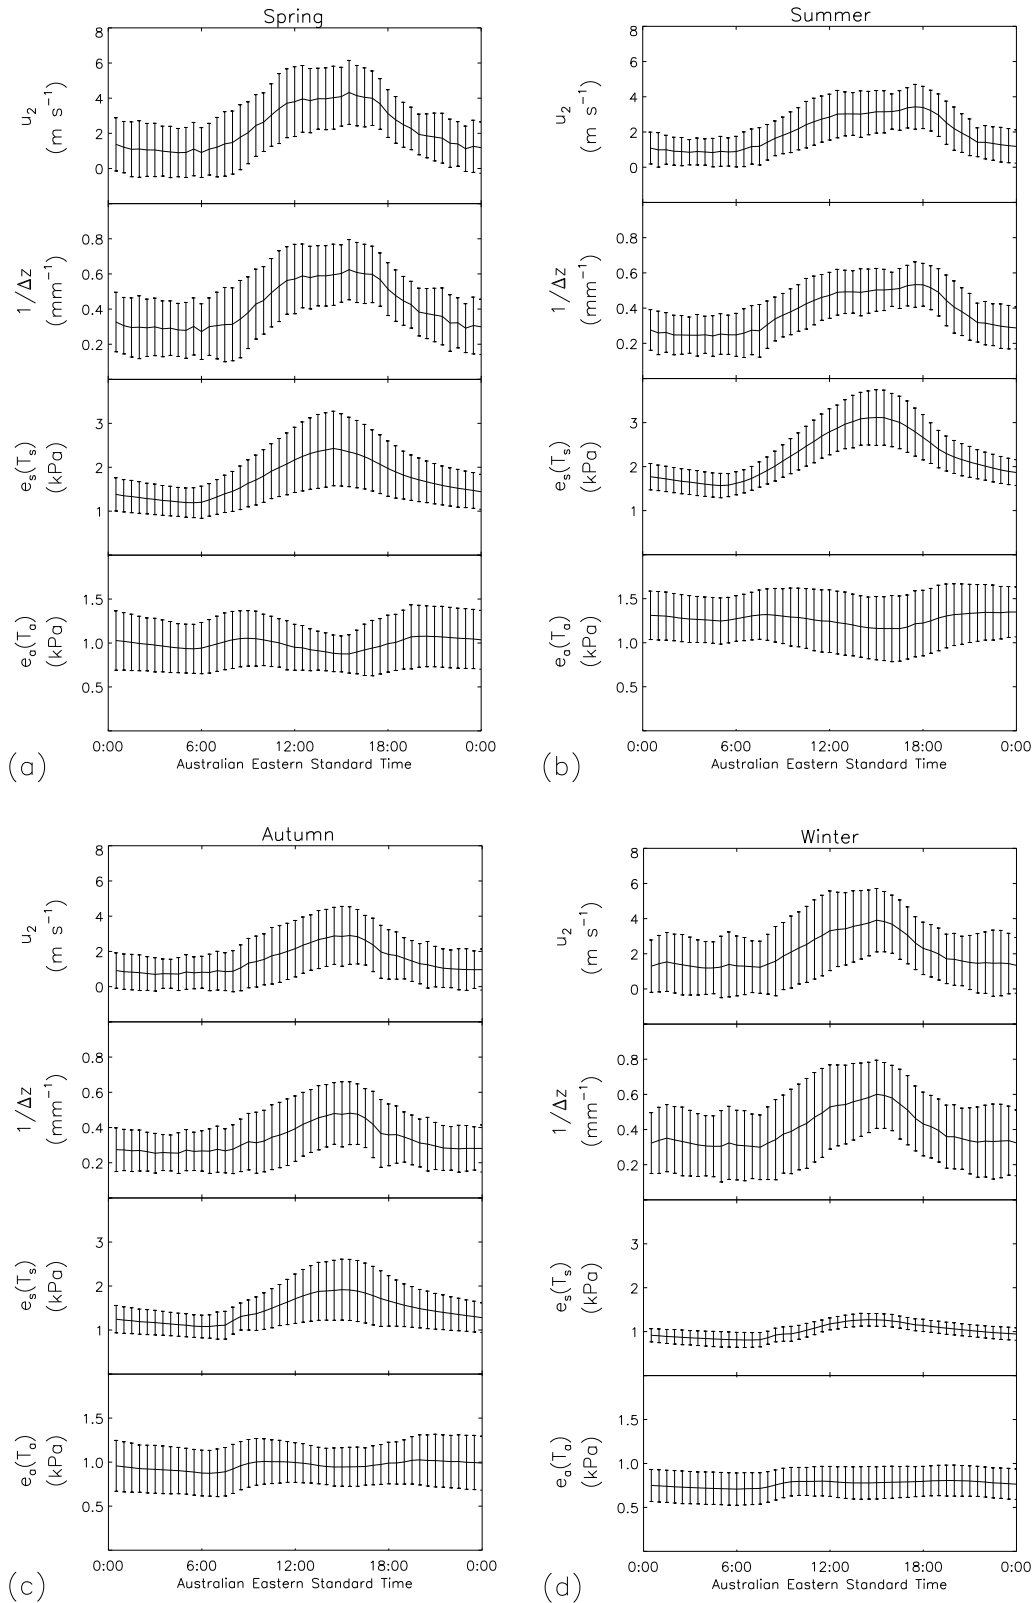 Spring
u2
(m s−1)
8
6
4
2
0
1/Δz
(mm−1)
0.8
0.6
0.4
0.2
es(Ts)
(kPa)
3
2
1
ea(Ta)
(kPa)
1.5
1.0
0.5
0:00 6:00 12:00 18:00 0:00
Australian Eastern Standard Time
(a)
Summer
u2
(m s−1)
8
6
4
2
0
1/Δz
(mm−1)
0.8
0.6
0.4
0.2
es(Ts)
(kPa)
3
2
1
ea(Ta)
(kPa)
1.5
1.0
0.5
0:00 6:00 12:00 18:00 0:00
Australian Eastern Standard Time
(b)
Autumn
u2
(m s−1)
8
6
4
2
0
1/Δz
(mm−1)
0.8
0.6
0.4
0.2
es(Ts)
(kPa)
3
2
1
ea(Ta)
(kPa)
1.5
1.0
0.5
0:00 6:00 12:00 18:00 0:00
Australian Eastern Standard Time
(c)
Winter
u2
(m s−1)
8
6
4
2
0
1/Δz
(mm−1)
0.8
0.6
0.4
0.2
es(Ts)
(kPa)
3
2
1
ea(Ta)
(kPa)
1.5
1.0
0.5
0:00 6:00 12:00 18:00 0:00
Australian Eastern Standard Time
(d)